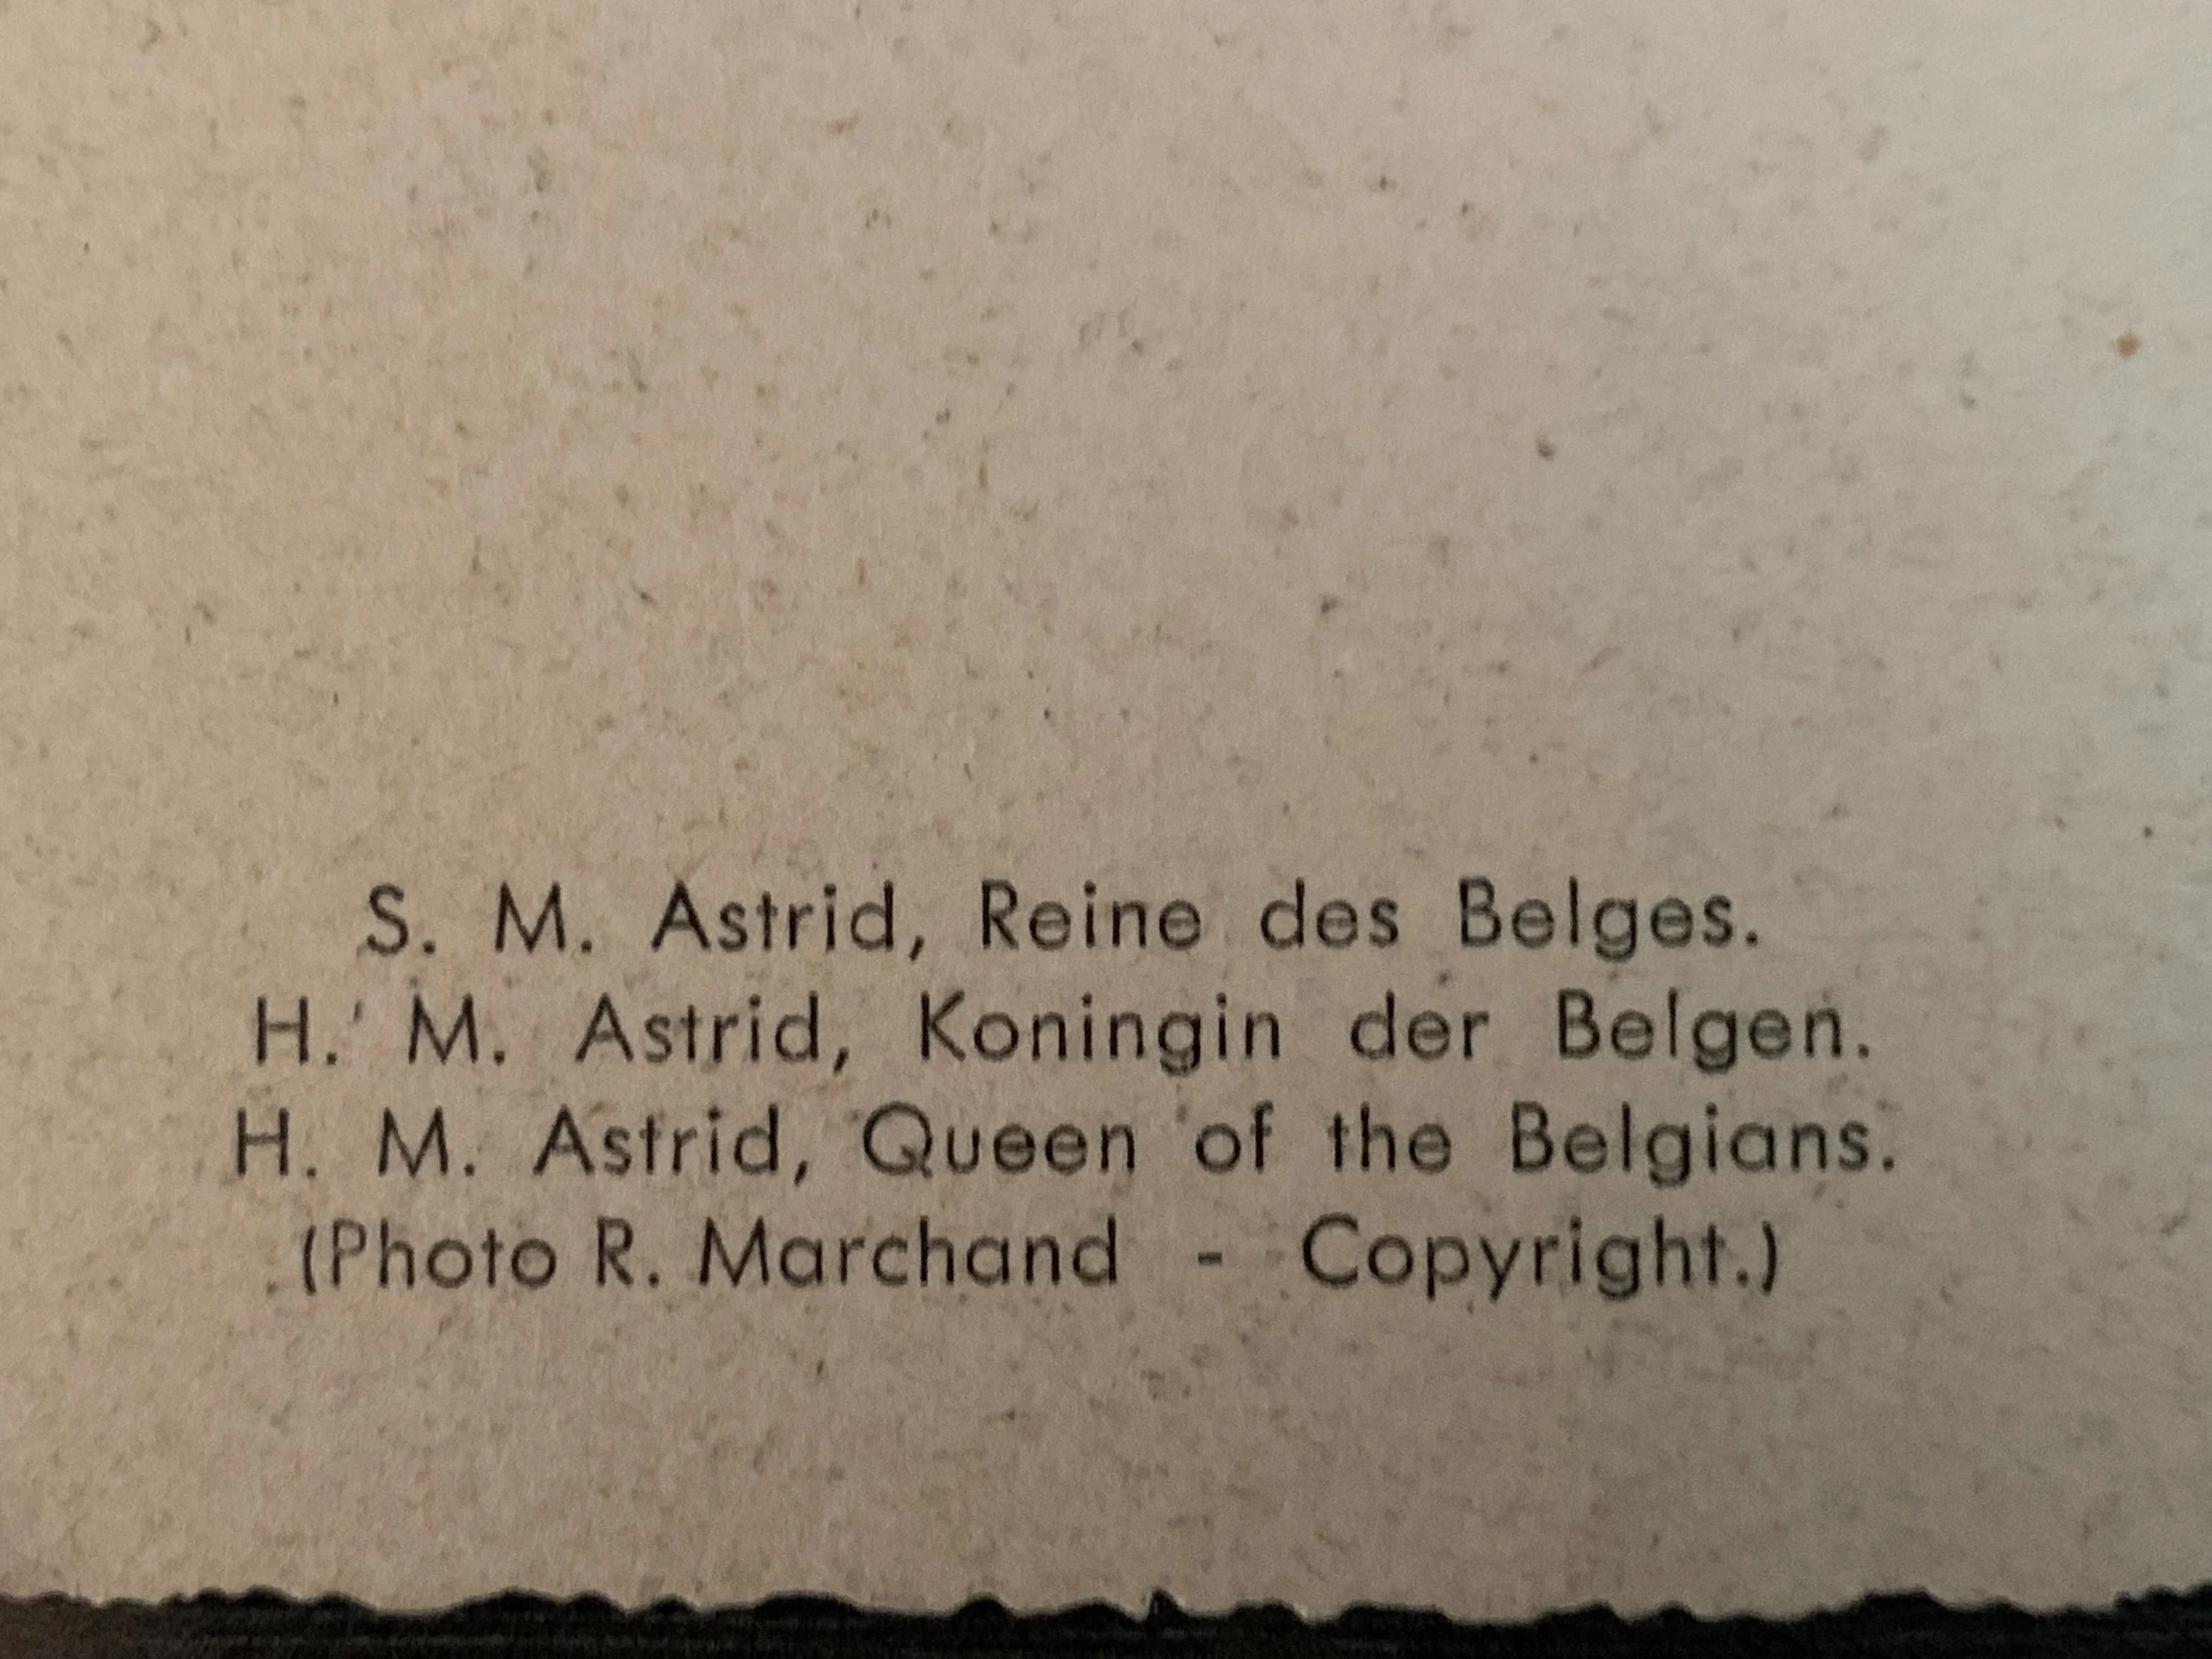 S. M. Astrid, Reine des Belges.
H. M. Astrid, Koningin der Belgen.
H. M. Astrid, Queen of the Belgians.
(Photo R. Marchand - Copyright.)